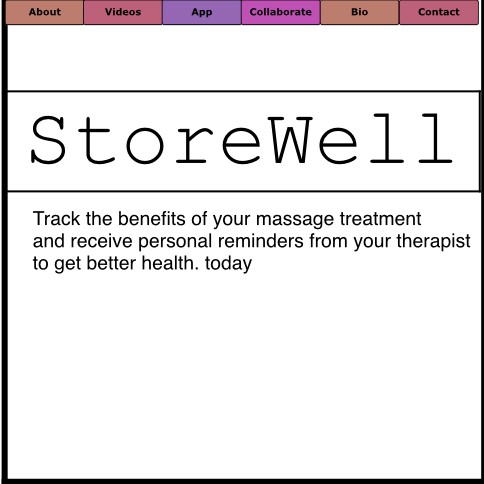 About Videos App Collaborate Bio Contact
StoreWell
Track the benefits of your massage treatment
and receive personal reminders from your therapist
to get better health. today